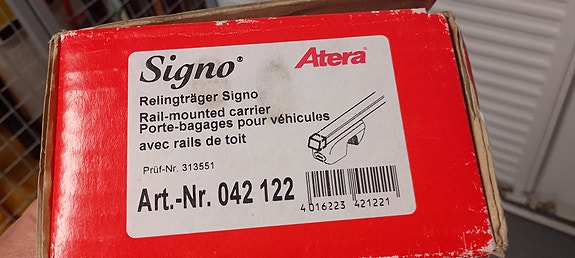 Signo®
Atera®
Relingträger Signo
Rail-mounted carrier
Porte-bagages pour véhicules
avec rails de toit
Prüf-Nr. 313551
Art.-Nr. 042 122
4 016223 421221